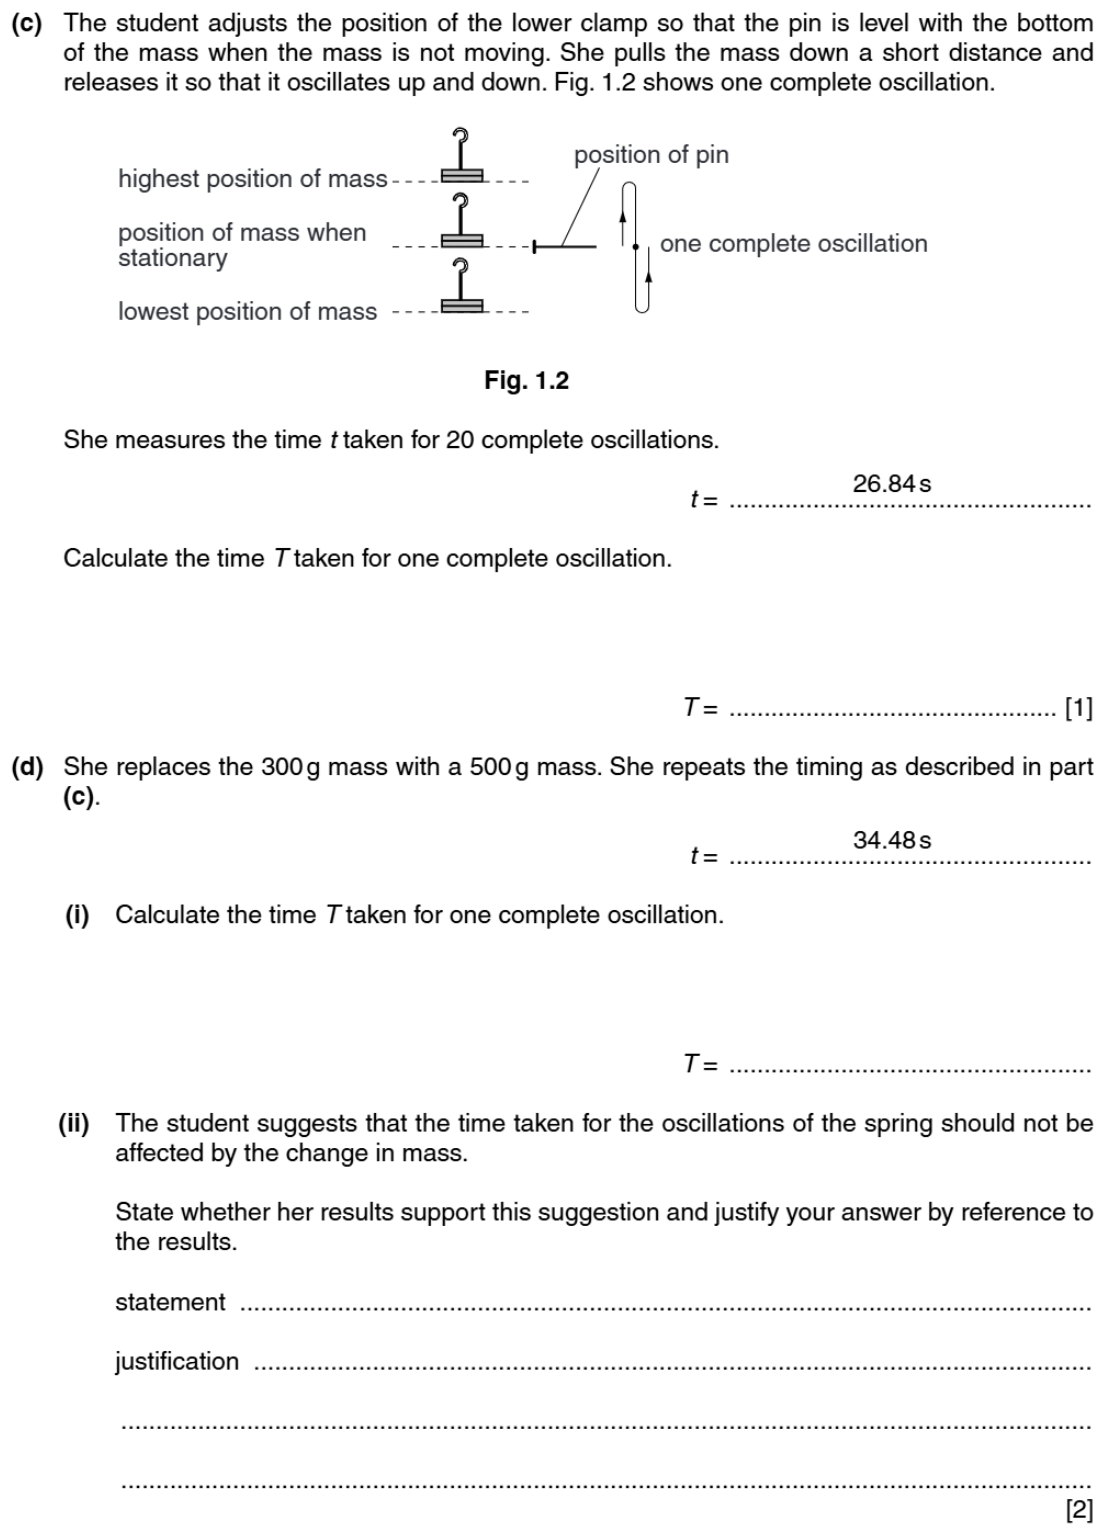 (c) The student adjusts the position of the lower clamp so that the pin is level with the bottom
of the mass when the mass is not moving. She pulls the mass down a short distance and
releases it so that it oscillates up and down. Fig. 1.2 shows one complete oscillation.
position of pin
highest position of mass
position of mass when
stationary
one complete oscillation
lowest position of mass
Fig. 1.2
She measures the time t taken for 20 complete oscillations.
26.84 s
t = ....................................................
Calculate the time T taken for one complete oscillation.
T = ............................................... [1]
(d) She replaces the 300 g mass with a 500 g mass. She repeats the timing as described in part
(c).
34.48 s
t = ....................................................
(i) Calculate the time T taken for one complete oscillation.
T = ....................................................
(ii) The student suggests that the time taken for the oscillations of the spring should not be
affected by the change in mass.
State whether her results support this suggestion and justify your answer by reference to
the results.
statement ..........................................................................................................................
justification ........................................................................................................................
...........................................................................................................................................
...........................................................................................................................................
[2]